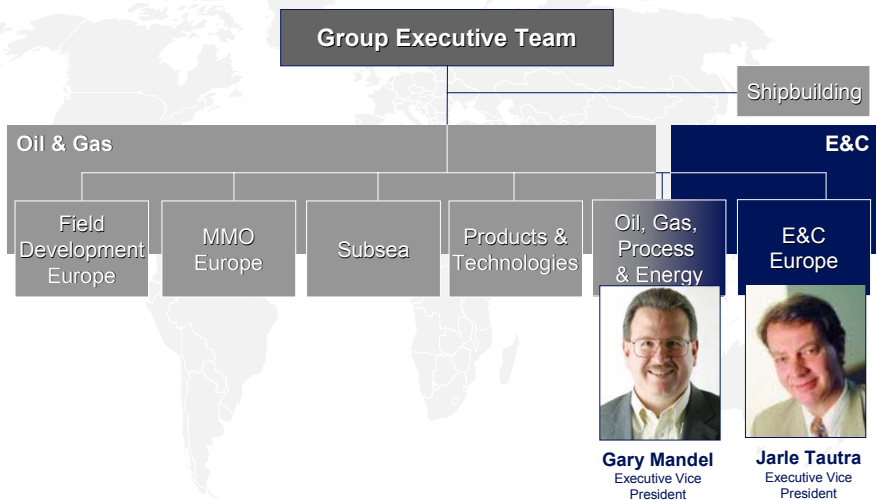 Group Executive Team
Shipbuilding
Oil & Gas
E&C
Field
Development
Europe
MMO
Europe
Subsea
Products &
Technologies
Oil, Gas,
Process
& Energy
E&C
Europe
Gary Mandel
Executive Vice
President
Jarle Tautra
Executive Vice
President